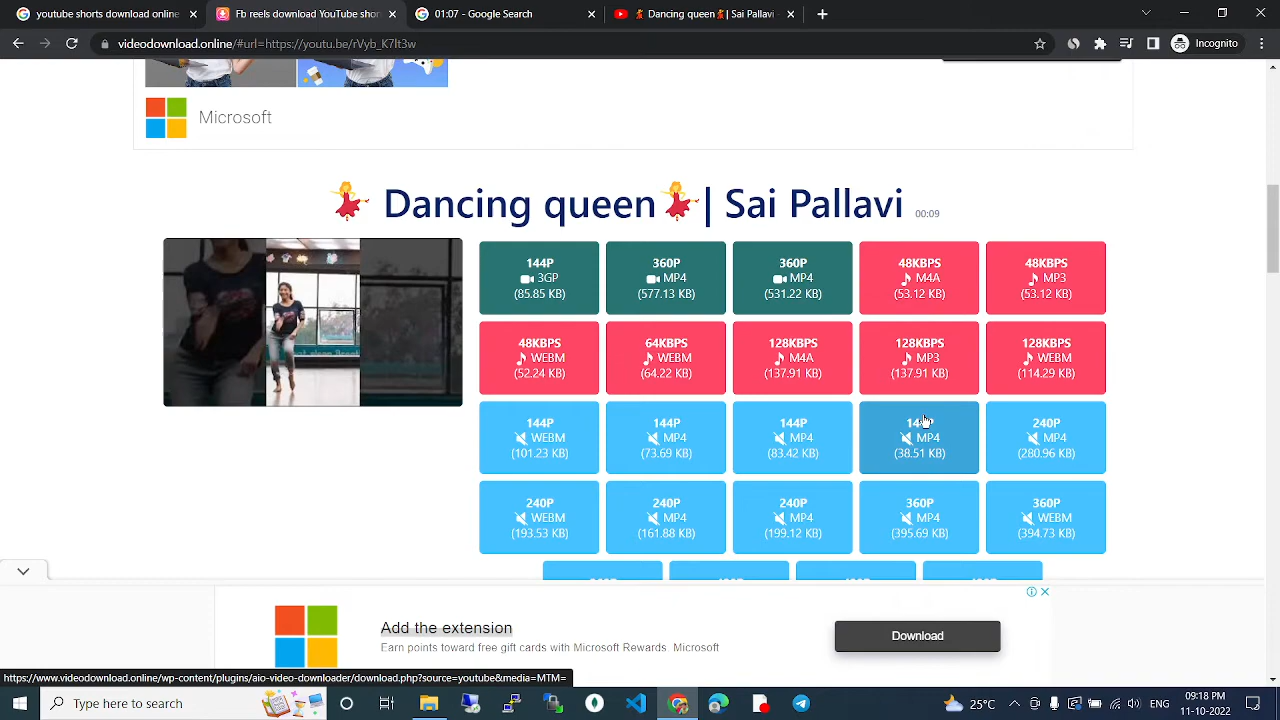 youtube shorts download online
Fb reels download YouTube short
01:07 - Google Search
Dancing queen | Sai Pallavi
videodownload.online/#url=https://youtu.be/rVyb_K7It3w
Incognito
Microsoft
Dancing queen | Sai Pallavi 00:09
144P
3GP
(85.85 KB)
360P
MP4
(577.13 KB)
360P
MP4
(531.22 KB)
48KBPS
M4A
(53.12 KB)
48KBPS
MP3
(53.12 KB)
48KBPS
WEBM
(52.24 KB)
64KBPS
WEBM
(64.22 KB)
128KBPS
M4A
(137.91 KB)
128KBPS
MP3
(137.91 KB)
128KBPS
WEBM
(114.29 KB)
144P
WEBM
(101.23 KB)
144P
MP4
(73.69 KB)
144P
MP4
(83.42 KB)
MP4
(38.51 KB)
240P
MP4
(280.96 KB)
240P
WEBM
(193.53 KB)
240P
MP4
(161.88 KB)
240P
MP4
(199.12 KB)
360P
MP4
(395.69 KB)
360P
WEBM
(394.73 KB)
Add the extension
Earn points toward free gift cards with Microsoft Rewards. Microsoft
Download
https://www.videodownload.online/wp-content/plugins/aio-video-downloader/download.php?source=youtube&media=MTM=
Type here to search
25°C
09:18 PM
11-10-2022